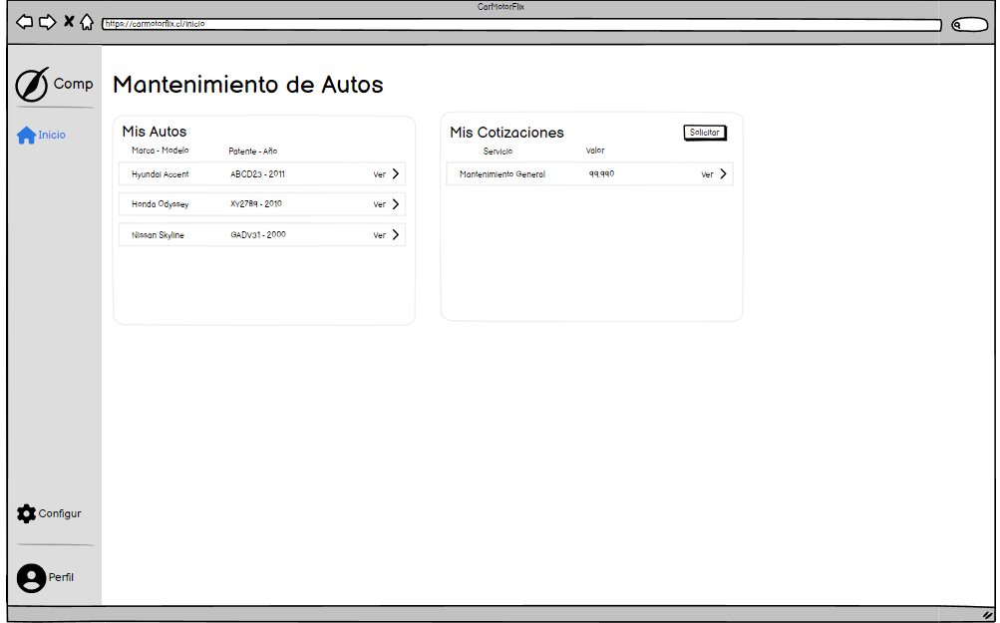 CarMotorFlix
https://carmotorflix.cl/inicio
Comp
Inicio
Configur
Perfil
Mantenimiento de Autos
Mis Autos
Marca - Modelo Patente - Año
Hyundai Accent ABCD23 - 2011 Ver
Honda Odyssey XY2789 - 2010 Ver
Nissan Skyline GADV31 - 2000 Ver
Mis Cotizaciones Solicitar
Servicio Valor
Mantenimiento General 99.990 Ver